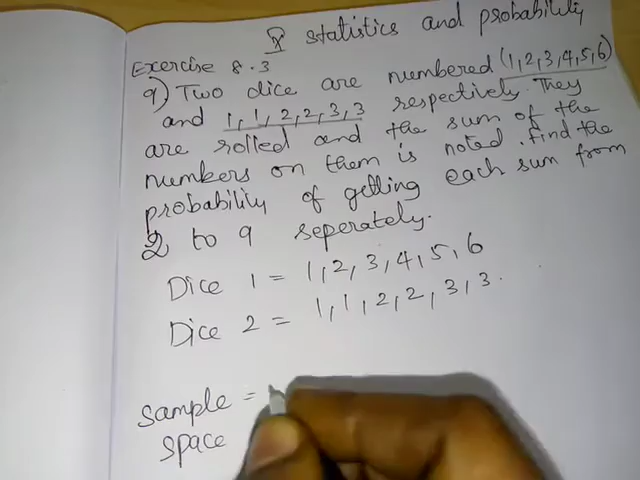 X statistics and probability
Exercise 8.3
9) Two dice are numbered (1,2,3,4,5,6)
and 1,1,2,2,3,3 respectively. They
are rolled and the sum of the
numbers on them is noted. Find the
probability of getting each sum from
2 to 9 seperately.
Dice 1 = 1,2,3,4,5,6
Dice 2 = 1,1,2,2,3,3.
Sample =
space